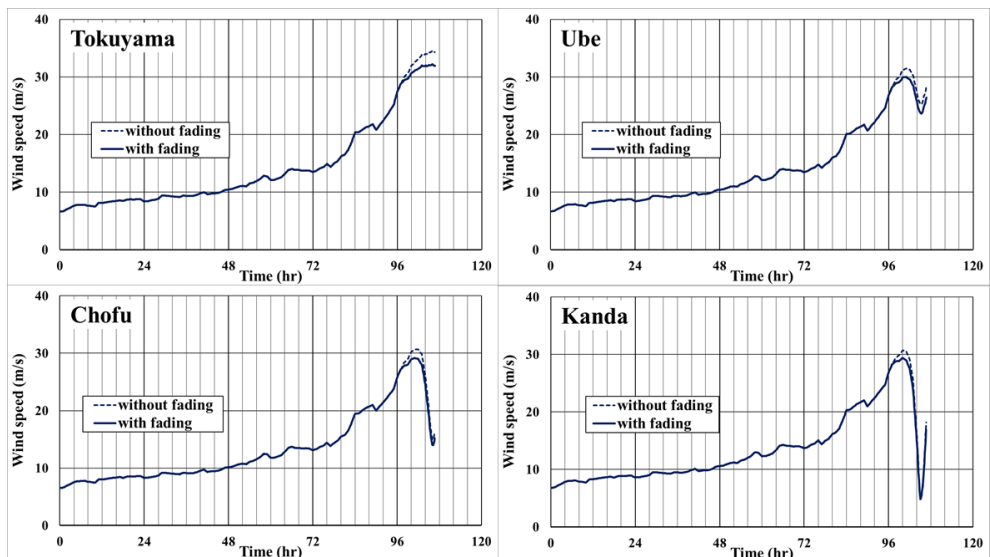 Tokuyama
Wind speed (m/s)
40
30
20
10
0
without fading
with fading
0 24 48 72 96 120
Time (hr)
Ube
Wind speed (m/s)
40
30
20
10
0
without fading
with fading
0 24 48 72 96 120
Time (hr)
Chofu
Wind speed (m/s)
40
30
20
10
0
without fading
with fading
0 24 48 72 96 120
Time (hr)
Kanda
Wind speed (m/s)
40
30
20
10
0
without fading
with fading
0 24 48 72 96 120
Time (hr)